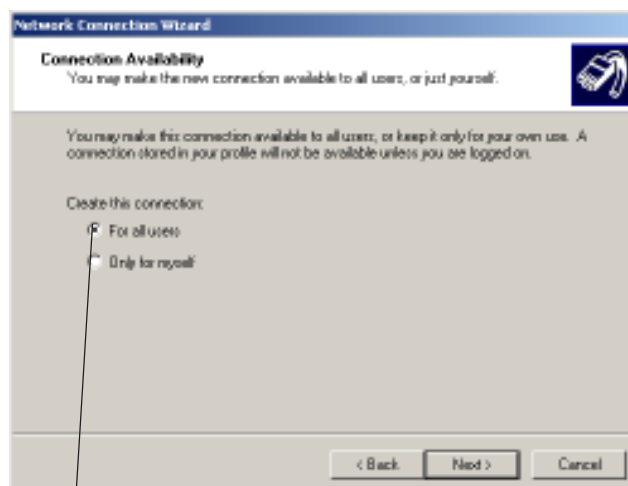 Network Connection Wizard
Connection Availability
You may make the new connection available to all users, or just yourself.
You may make this connection available to all users, or keep it only for your own use. A
connection stored in your profile will not be available unless you are logged on.
Create this connection:
For all users
Only for myself
< Back
Next >
Cancel